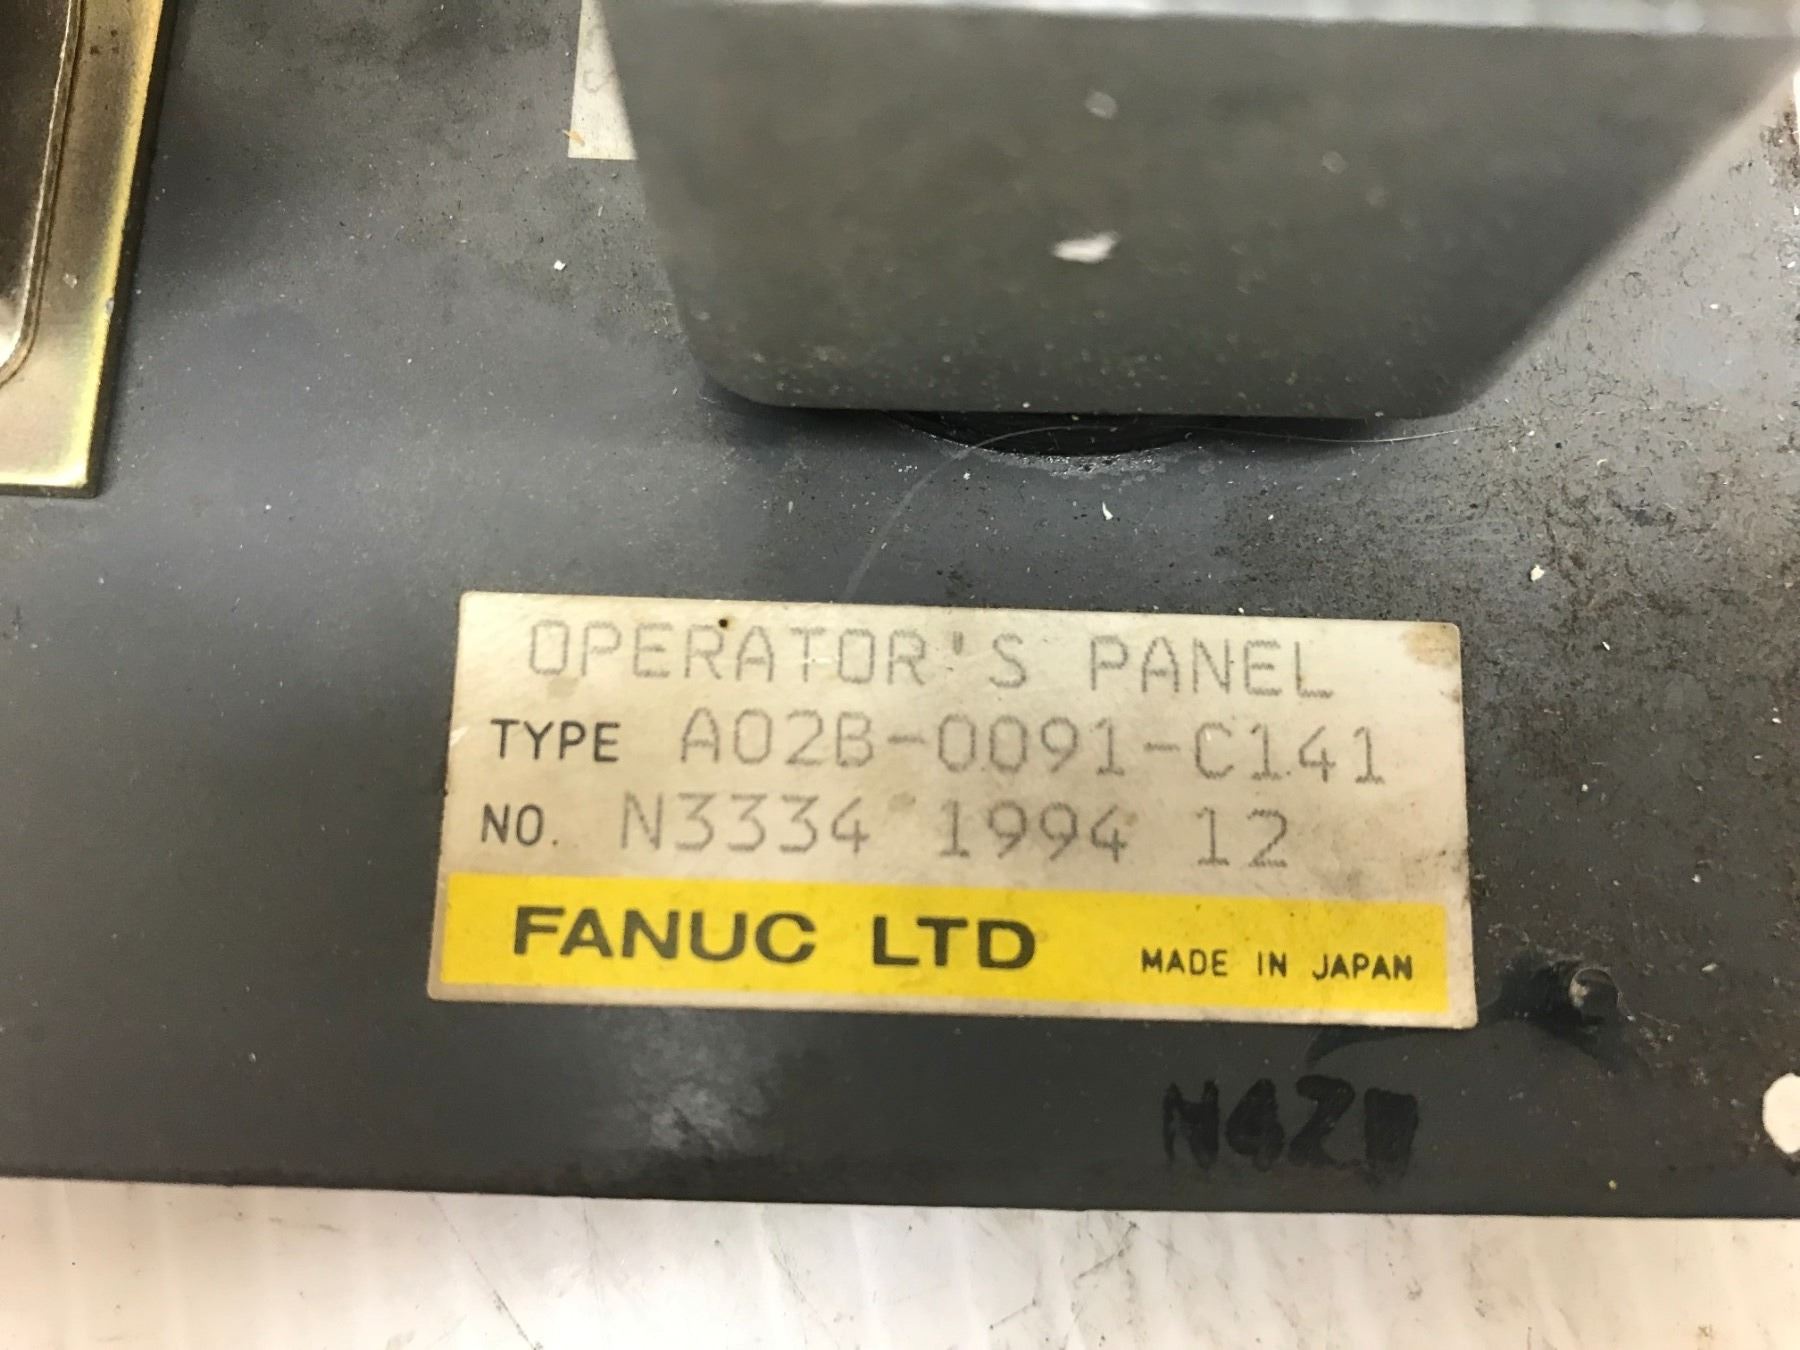 OPERATOR'S PANEL
TYPE A02B-0091-C141
NO. N3334 1994 12
FANUC LTD MADE IN JAPAN